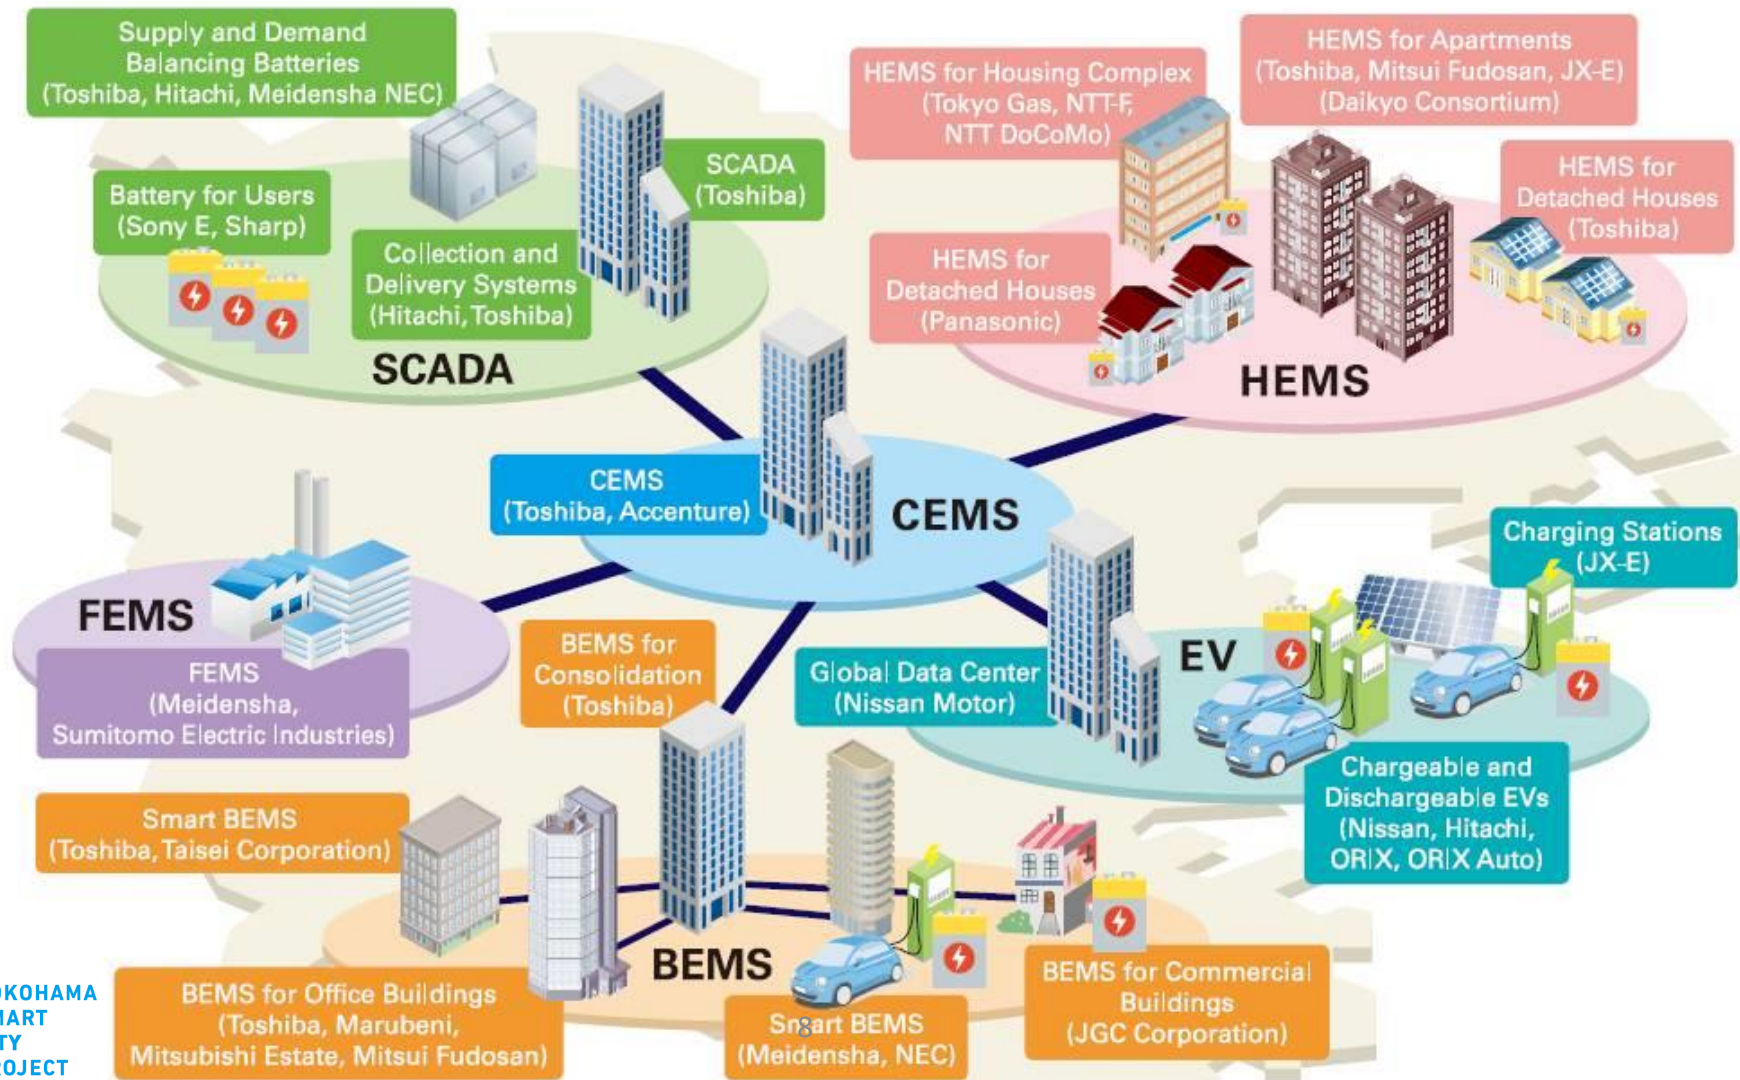 Supply and Demand
Balancing Batteries
(Toshiba, Hitachi, Meidensha NEC)
Battery for Users
(Sony E, Sharp)
Collection and
Delivery Systems
(Hitachi, Toshiba)
SCADA
(Toshiba)
SCADA
HEMS for Housing Complex
(Tokyo Gas, NTT-F,
NTT DoCoMo)
HEMS for Apartments
(Toshiba, Mitsui Fudosan, JX-E)
(Daikyo Consortium)
HEMS for
Detached Houses
(Toshiba)
HEMS for
Detached Houses
(Panasonic)
HEMS
CEMS
(Toshiba, Accenture)
CEMS
FEMS
FEMS
(Meidensha,
Sumitomo Electric Industries)
BEMS for
Consolidation
(Toshiba)
Global Data Center
(Nissan Motor)
EV
Charging Stations
(JX-E)
Chargeable and
Dischargeable EVs
(Nissan, Hitachi,
ORIX, ORIX Auto)
Smart BEMS
(Toshiba, Taisei Corporation)
BEMS
BEMS for Office Buildings
(Toshiba, Marubeni,
Mitsubishi Estate, Mitsui Fudosan)
Smart BEMS
(Meidensha, NEC)
8
BEMS for Commercial
Buildings
(JGC Corporation)
OKOHAMA
MART
ITY
ROJECT